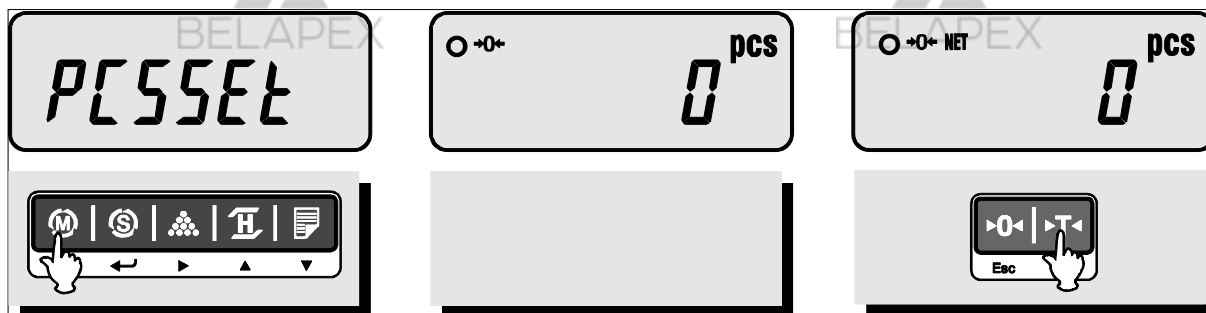 BELAPEX
BELAPEX
PCSSEt
→0← pcs
0
→0← NET pcs
0
M S H
▸0◂ ▸T◂
Esc